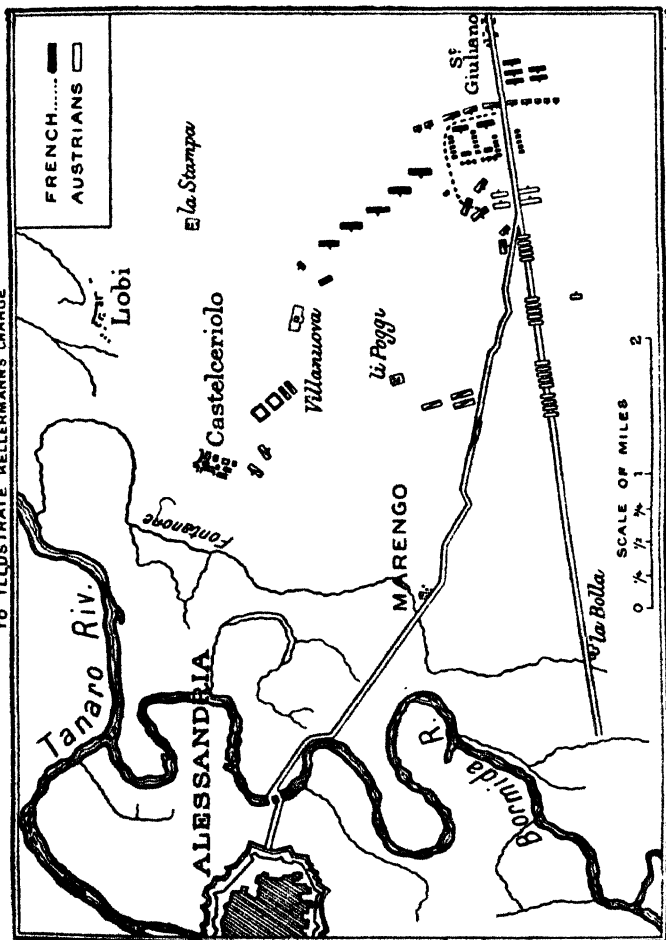 TO ILLUSTRATE KELLERMANN'S CHARGE
FRENCH......
AUSTRIANS
la Stampa
Lobi
St
Giuliano
Castelceriolo
Villanuova
li Poggi
Fontanone
MARENGO
Tanaro Riv.
ALESSANDRIA
Bormida R.
la Bolla
0 ¼ ½ ¾ 1 2
SCALE OF MILES